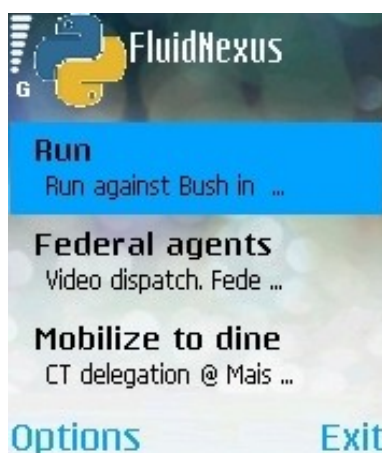 FluidNexus
G
Run
Run against Bush in ...
Federal agents
Video dispatch. Fede ...
Mobilize to dine
CT delegation @ Mais ...
Options Exit